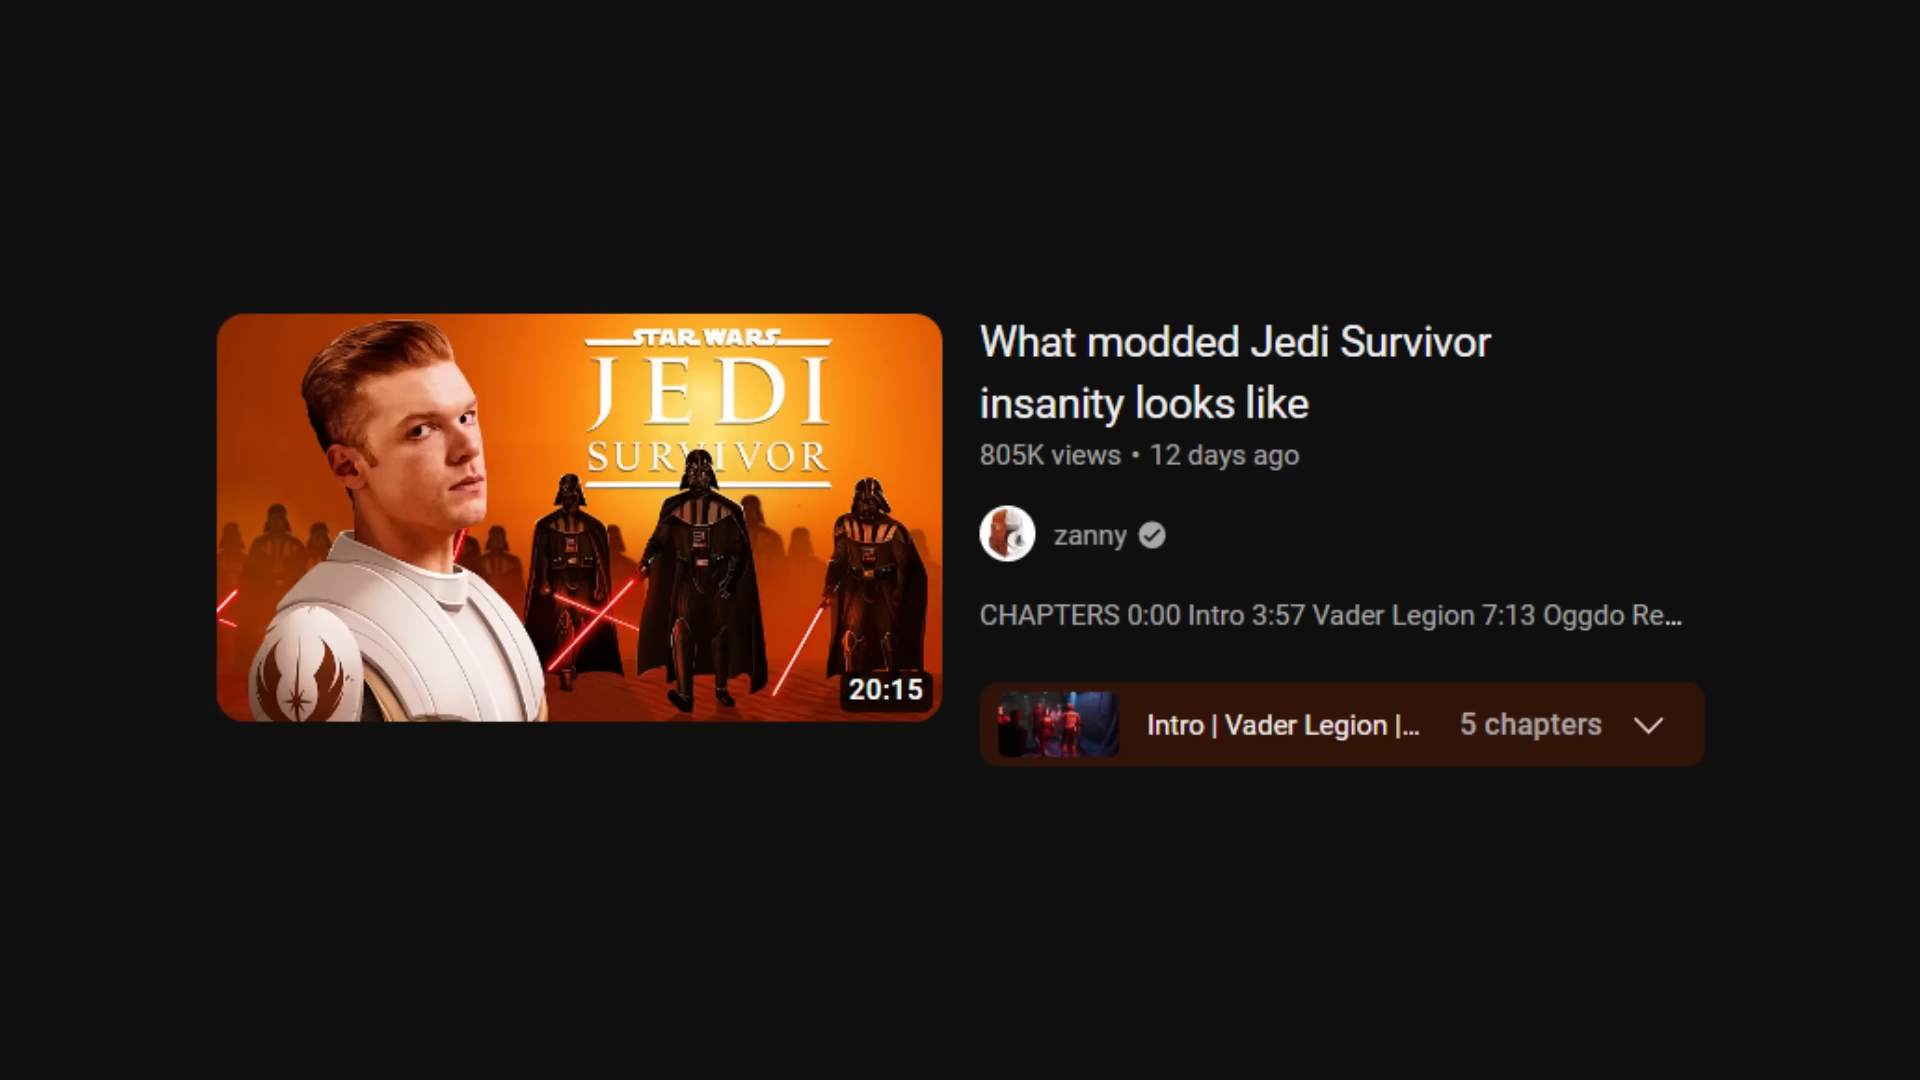 STAR WARS
JEDI
SURVIVOR
20:15
What modded Jedi Survivor
insanity looks like
805K views • 12 days ago
zanny
CHAPTERS 0:00 Intro 3:57 Vader Legion 7:13 Oggdo Re...
Intro | Vader Legion |...
5 chapters